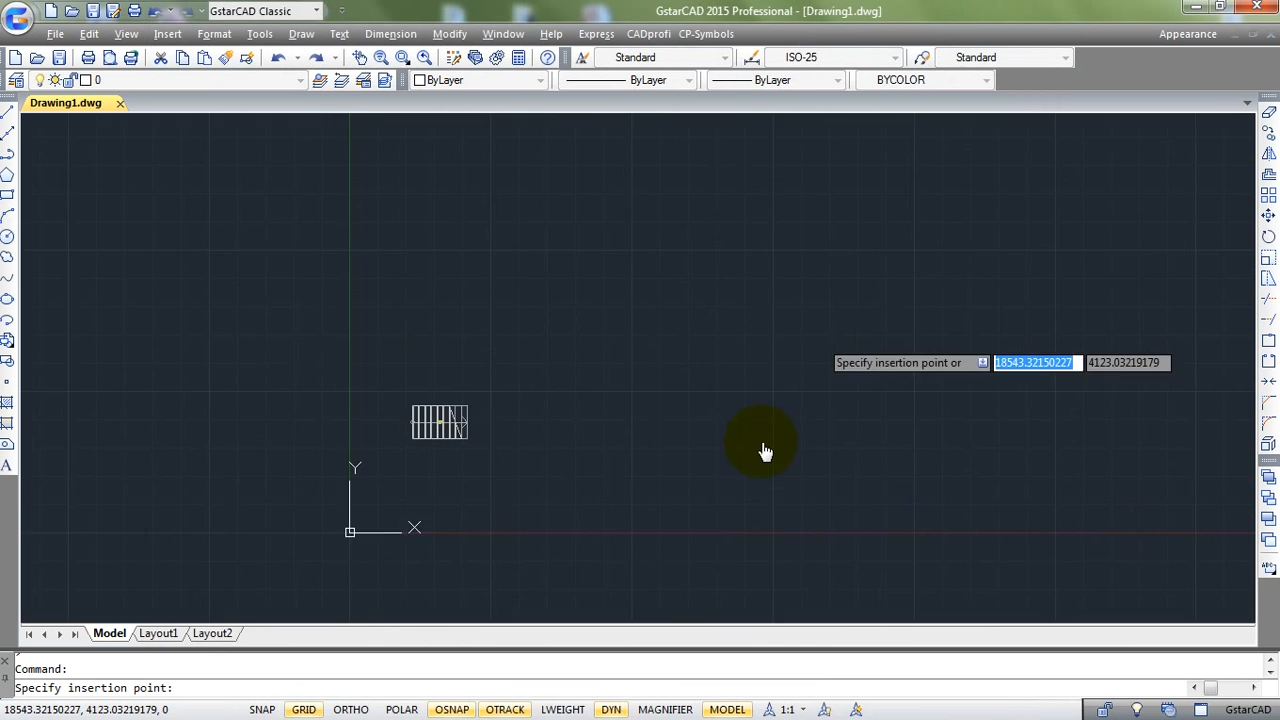 GstarCAD Classic
GstarCAD 2015 Professional - [Drawing1.dwg]
File Edit View Insert Format Tools Draw Text Dimension Modify Window Express Help CADprofi CP-Symbols Appearance
Standard ISO-25 Standard
0 ByLayer ByLayer ByLayer BYCOLOR
Drawing1.dwg
Specify insertion point or 18543.32150227 4123.03219179
Y
X
Model Layout1 Layout2
Command:
Specify insertion point:
18543.32150227, 4123.03219179, 0 SNAP GRID ORTHO POLAR OSNAP OTRACK LWEIGHT DYN MAGNIFIER MODEL 1:1 GstarCAD